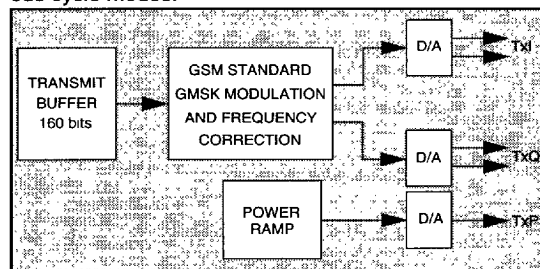 TRANSMIT
BUFFER
160 bits
GSM STANDARD
GMSK MODULATION
AND FREQUENCY
CORRECTION
D/A
TxI
D/A
TxQ
POWER
RAMP
D/A
TxP